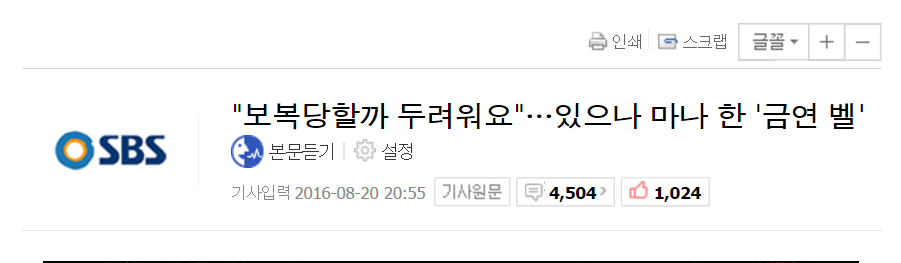 인쇄 스크랩 글꼴 + −
"보복당할까 두려워요"…있으나 마나 한 '금연 벨'
SBS
본문듣기 설정
기사입력 2016-08-20 20:55 기사원문 4,504 1,024